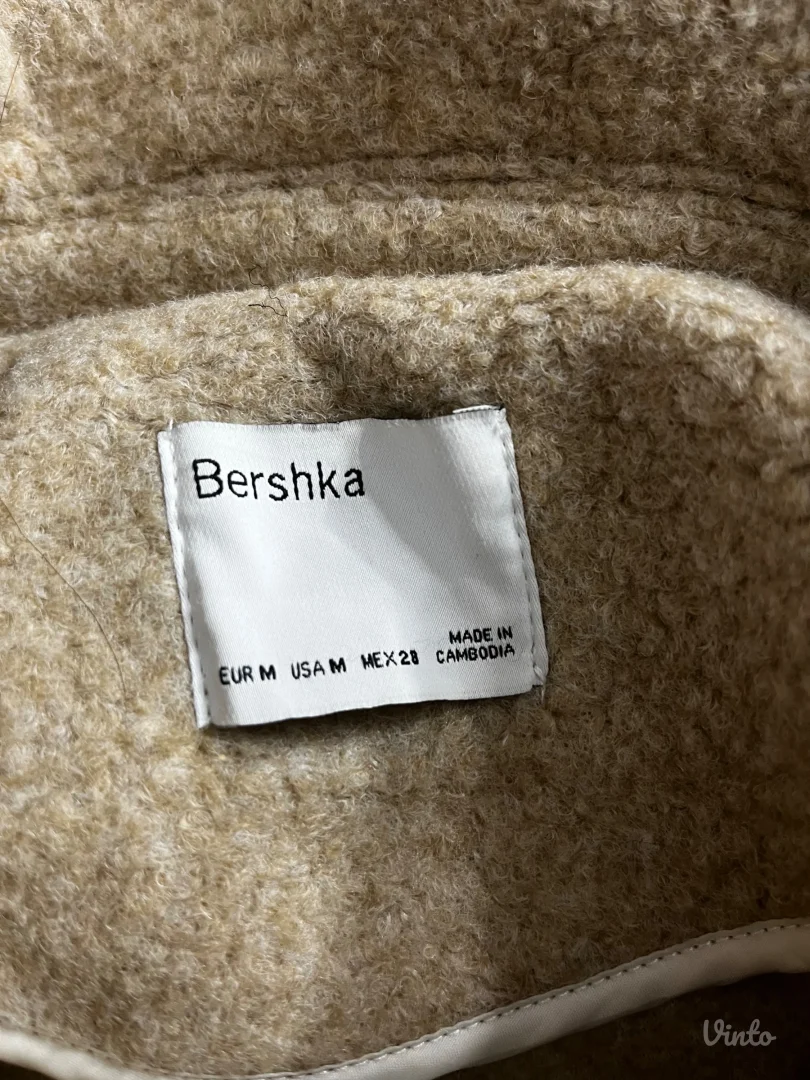 Bershka
MADE IN
EUR M USA M MEX 28 CAMBODIA
Vinto